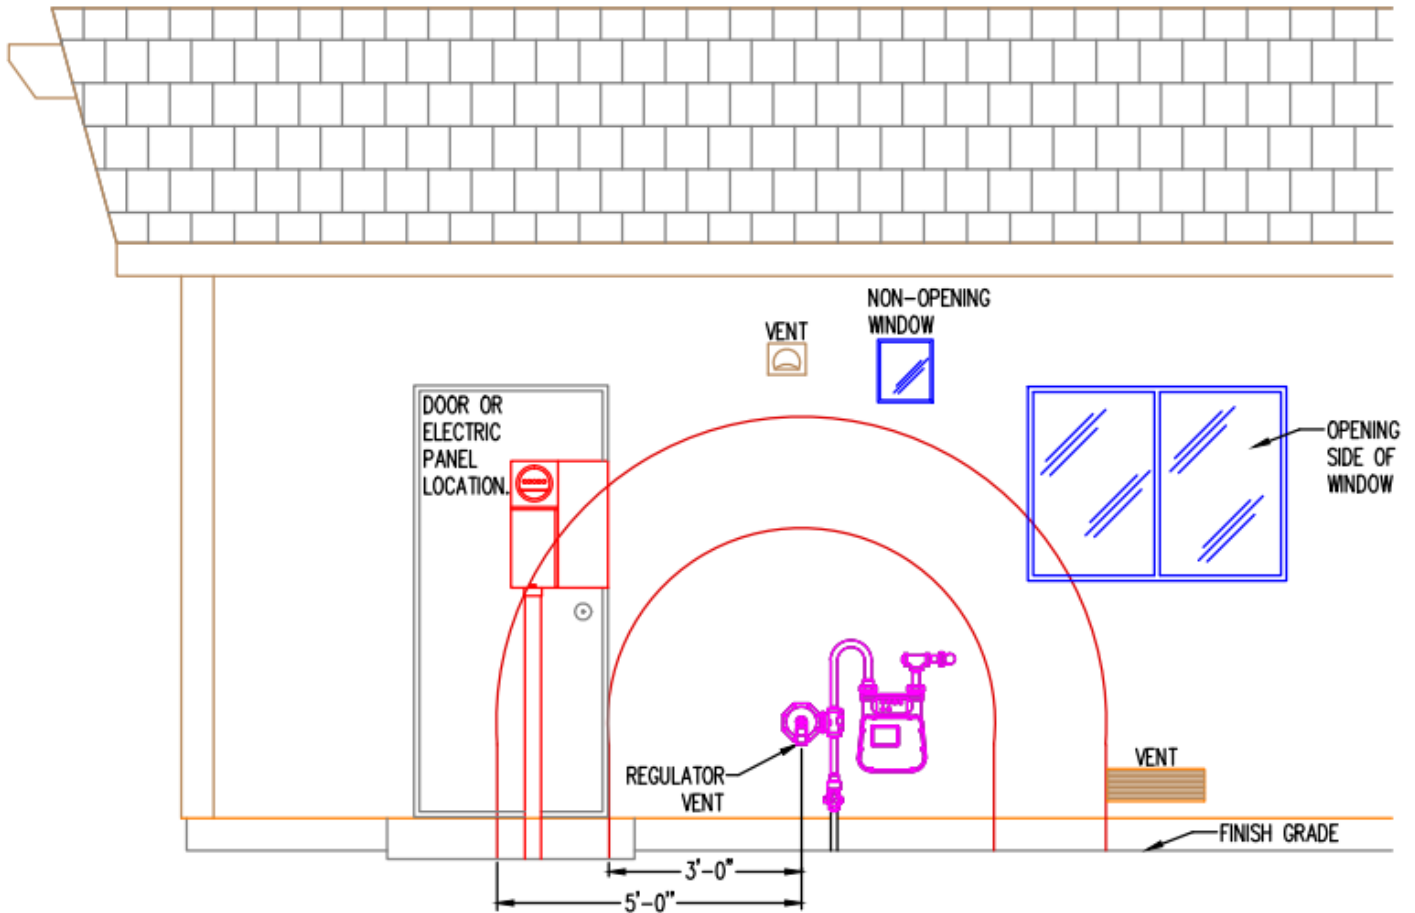 NON-OPENING
WINDOW
VENT
DOOR OR
ELECTRIC
PANEL
LOCATION.
OPENING
SIDE OF
WINDOW
REGULATOR
VENT
VENT
FINISH GRADE
3'-0"
5'-0"